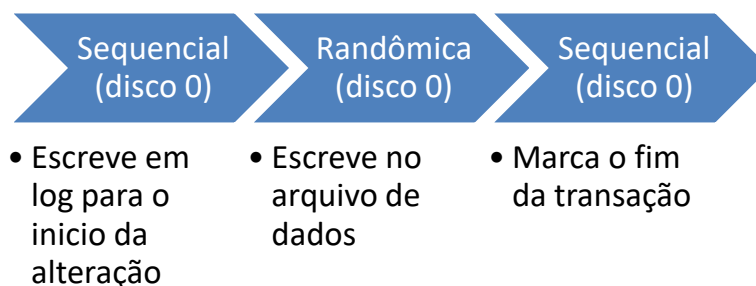 Sequencial
(disco 0)
Randômica
(disco 0)
Sequencial
(disco 0)
• Escreve em
log para o
inicio da
alteração
• Escreve no
arquivo de
dados
• Marca o fim
da transação